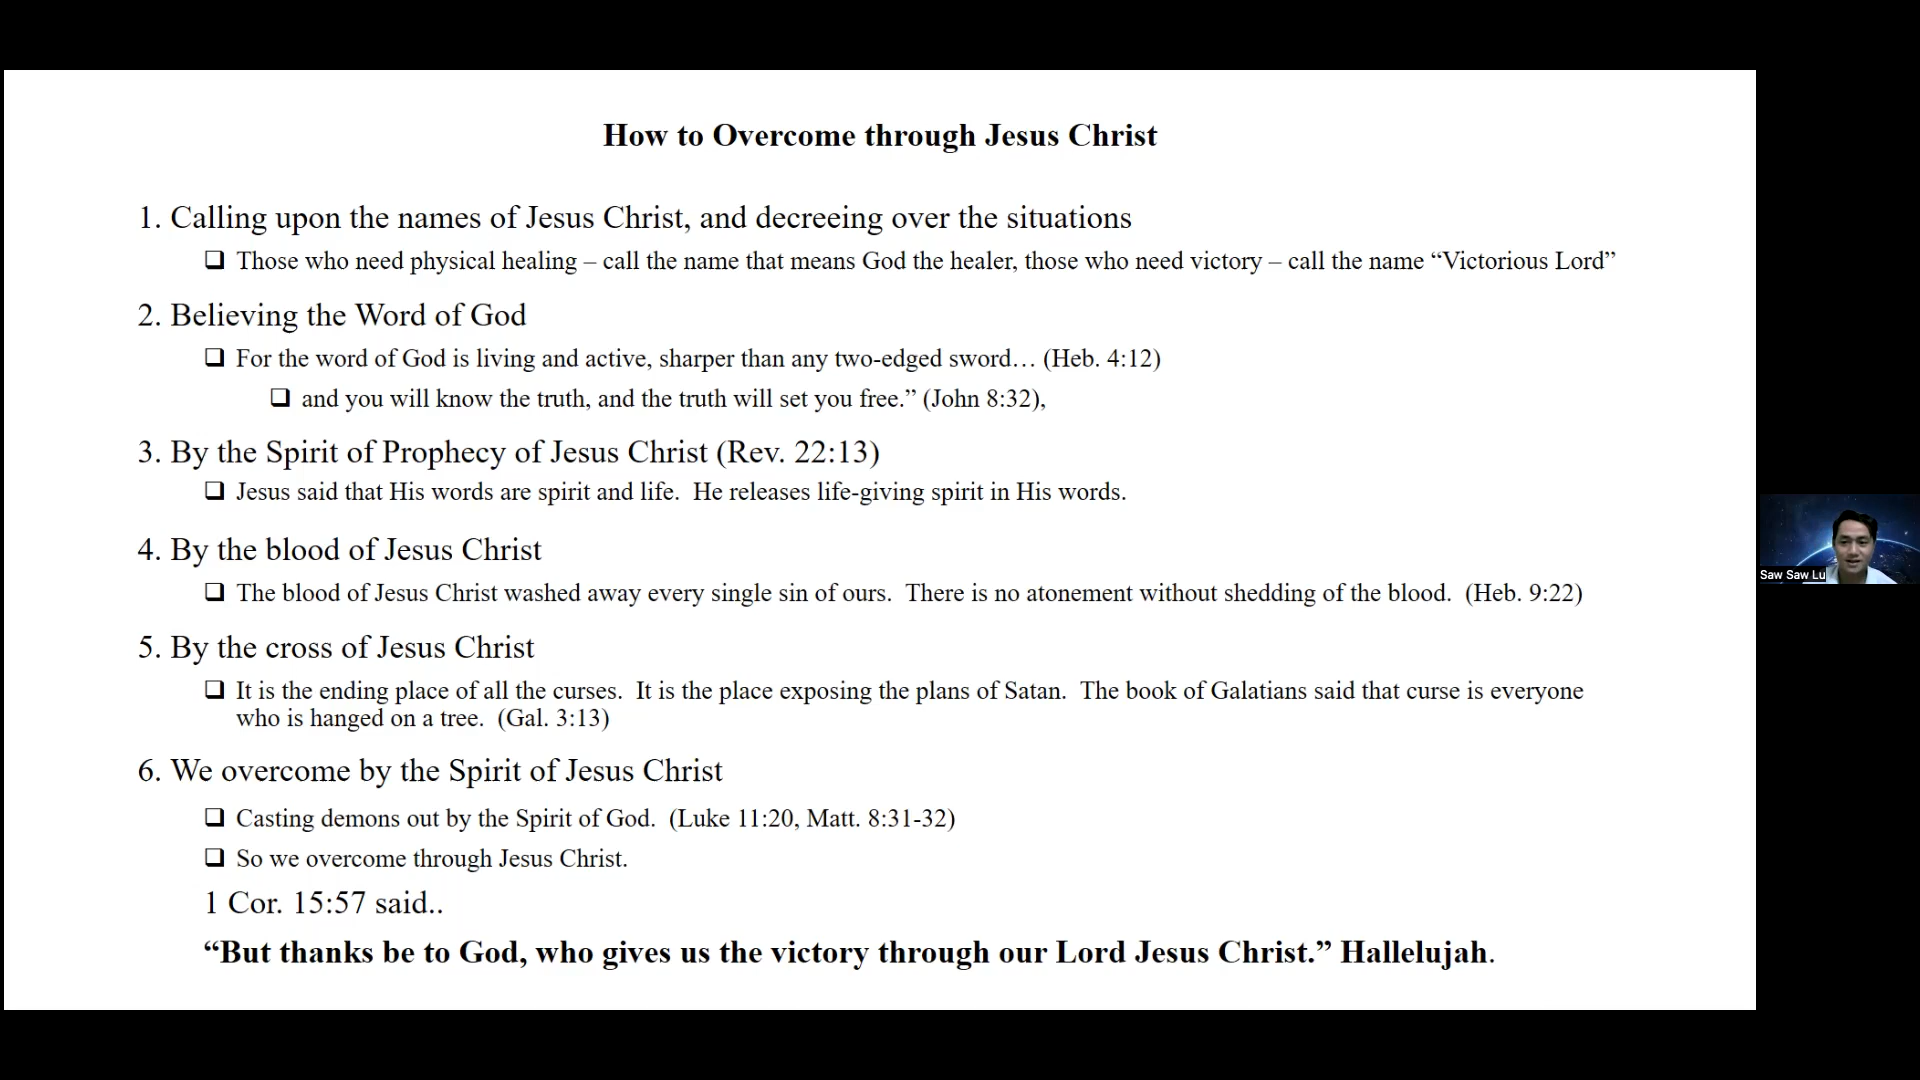 How to Overcome through Jesus Christ
1. Calling upon the names of Jesus Christ, and decreeing over the situations
❑ Those who need physical healing – call the name that means God the healer, those who need victory – call the name “Victorious Lord”
2. Believing the Word of God
❑ For the word of God is living and active, sharper than any two-edged sword… (Heb. 4:12)
❑ and you will know the truth, and the truth will set you free.” (John 8:32),
3. By the Spirit of Prophecy of Jesus Christ (Rev. 22:13)
❑ Jesus said that His words are spirit and life.  He releases life-giving spirit in His words.
4. By the blood of Jesus Christ
❑ The blood of Jesus Christ washed away every single sin of ours.  There is no atonement without shedding of the blood.  (Heb. 9:22)
5. By the cross of Jesus Christ
❑ It is the ending place of all the curses.  It is the place exposing the plans of Satan.  The book of Galatians said that curse is everyone
who is hanged on a tree.  (Gal. 3:13)
6. We overcome by the Spirit of Jesus Christ
❑ Casting demons out by the Spirit of God.  (Luke 11:20, Matt. 8:31-32)
❑ So we overcome through Jesus Christ.
1 Cor. 15:57 said..
“But thanks be to God, who gives us the victory through our Lord Jesus Christ.” Hallelujah.
Saw Saw Lu